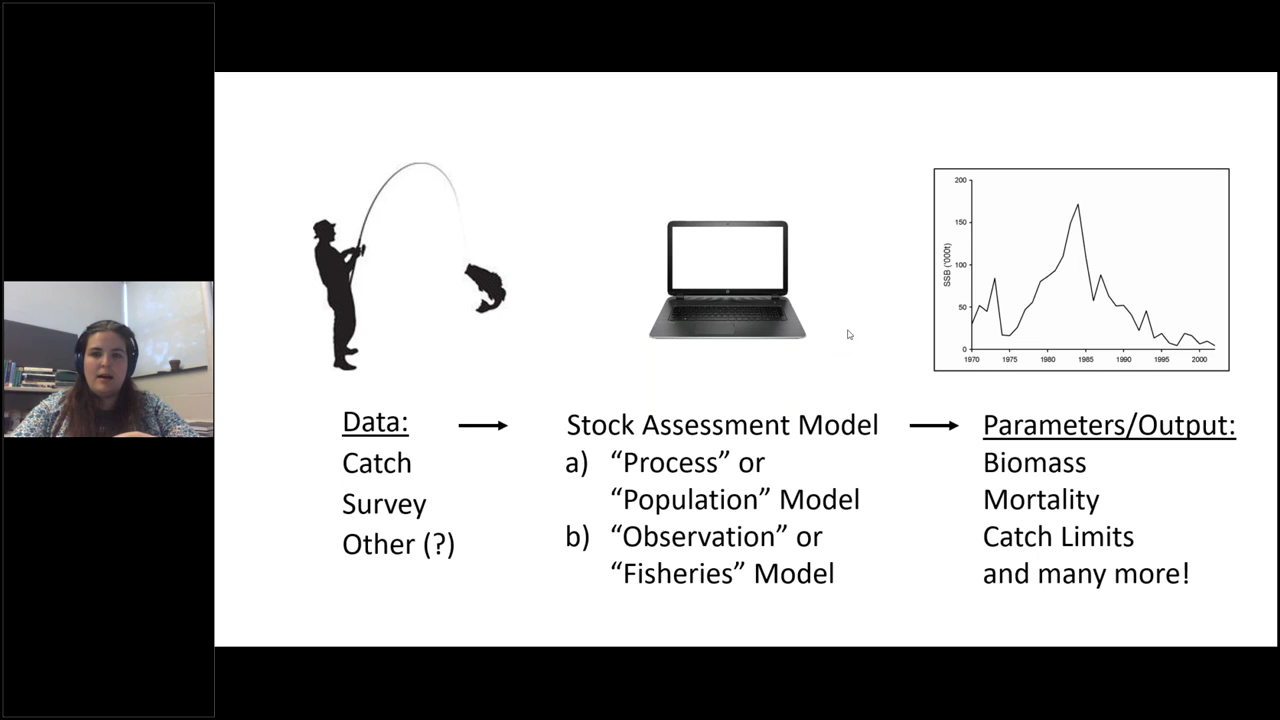 200
150
100
50
0
SSB ('000t)
1970 1975 1980 1985 1990 1995 2000
Data:
Catch
Survey
Other (?)
Stock Assessment Model
a) “Process” or
“Population” Model
b) “Observation” or
“Fisheries” Model
Parameters/Output:
Biomass
Mortality
Catch Limits
and many more!